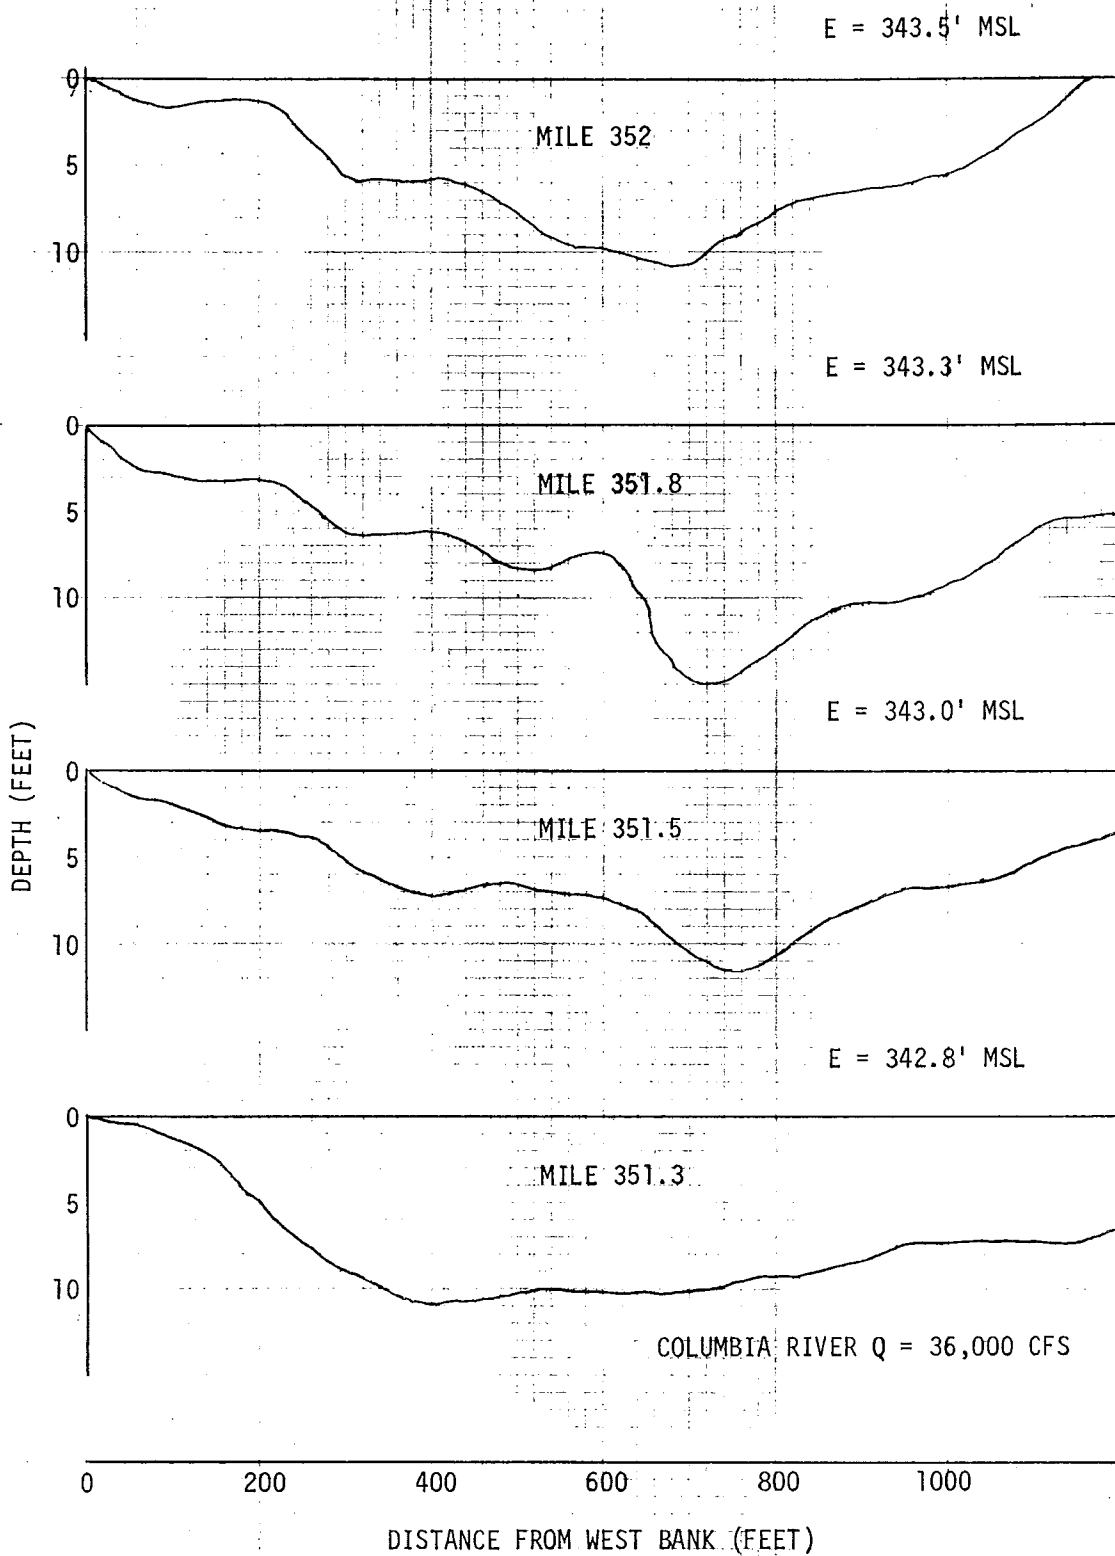 E = 343.5' MSL
0
MILE 352
5
10
E = 343.3' MSL
0
MILE 351.8
5
10
E = 343.0' MSL
0
MILE 351.5
5
10
DEPTH (FEET)
E = 342.8' MSL
0
MILE 351.3
5
10
COLUMBIA RIVER Q = 36,000 CFS
0 200 400 600 800 1000
DISTANCE FROM WEST BANK (FEET)